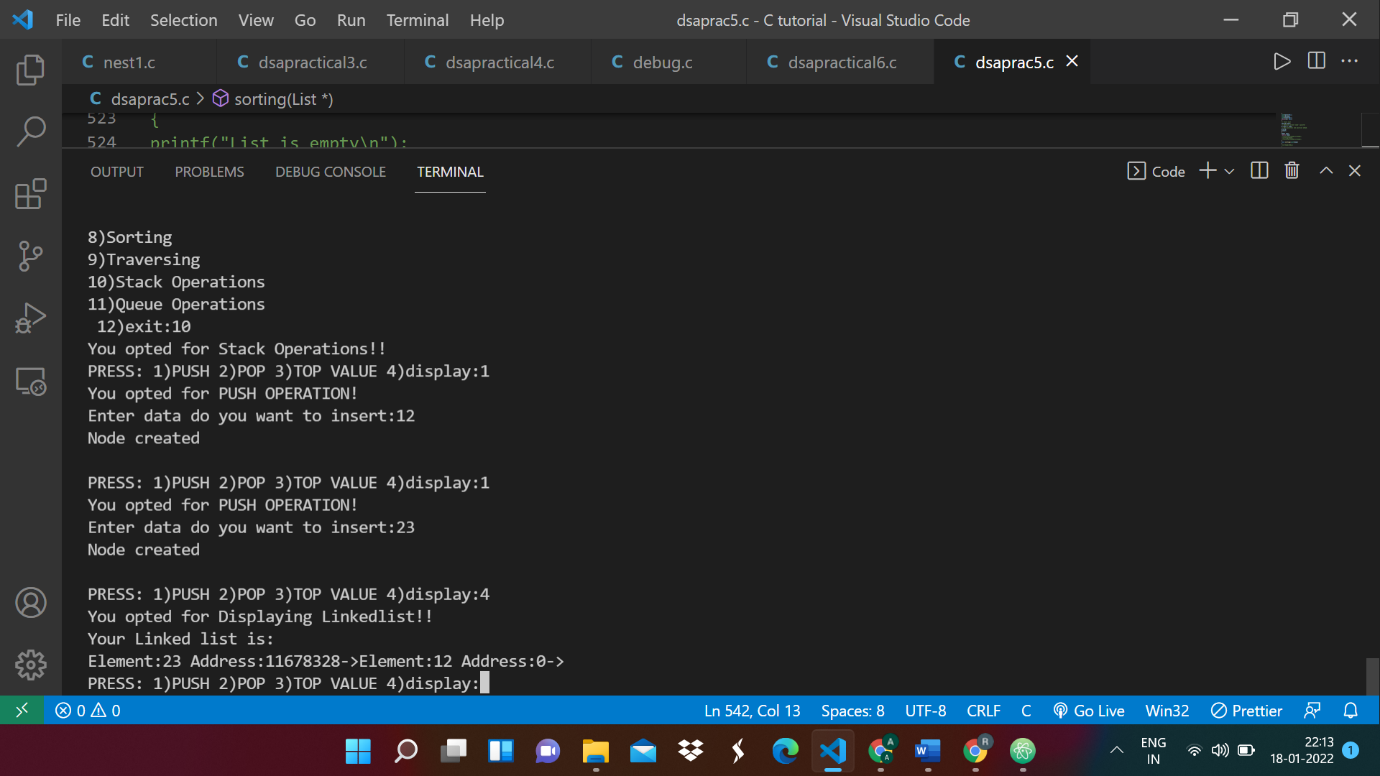 File Edit Selection View Go Run Terminal Help dsaprac5.c - C tutorial - Visual Studio Code
C nest1.c C dsapractical3.c C dsapractical4.c C debug.c C dsapractical6.c C dsaprac5.c
C dsaprac5.c > sorting(List *)
523 {
524 printf("List is empty\n");
OUTPUT PROBLEMS DEBUG CONSOLE TERMINAL Code
8)Sorting
9)Traversing
10)Stack Operations
11)Queue Operations
12)exit:10
You opted for Stack Operations!!
PRESS: 1)PUSH 2)POP 3)TOP VALUE 4)display:1
You opted for PUSH OPERATION!
Enter data do you want to insert:12
Node created
PRESS: 1)PUSH 2)POP 3)TOP VALUE 4)display:1
You opted for PUSH OPERATION!
Enter data do you want to insert:23
Node created
PRESS: 1)PUSH 2)POP 3)TOP VALUE 4)display:4
You opted for Displaying Linkedlist!!
Your Linked list is:
Element:23 Address:11678328->Element:12 Address:0->
PRESS: 1)PUSH 2)POP 3)TOP VALUE 4)display:
0 0 Ln 542, Col 13 Spaces: 8 UTF-8 CRLF C Go Live Win32 Prettier
A R W ENG 22:13
A IN 18-01-2022 1